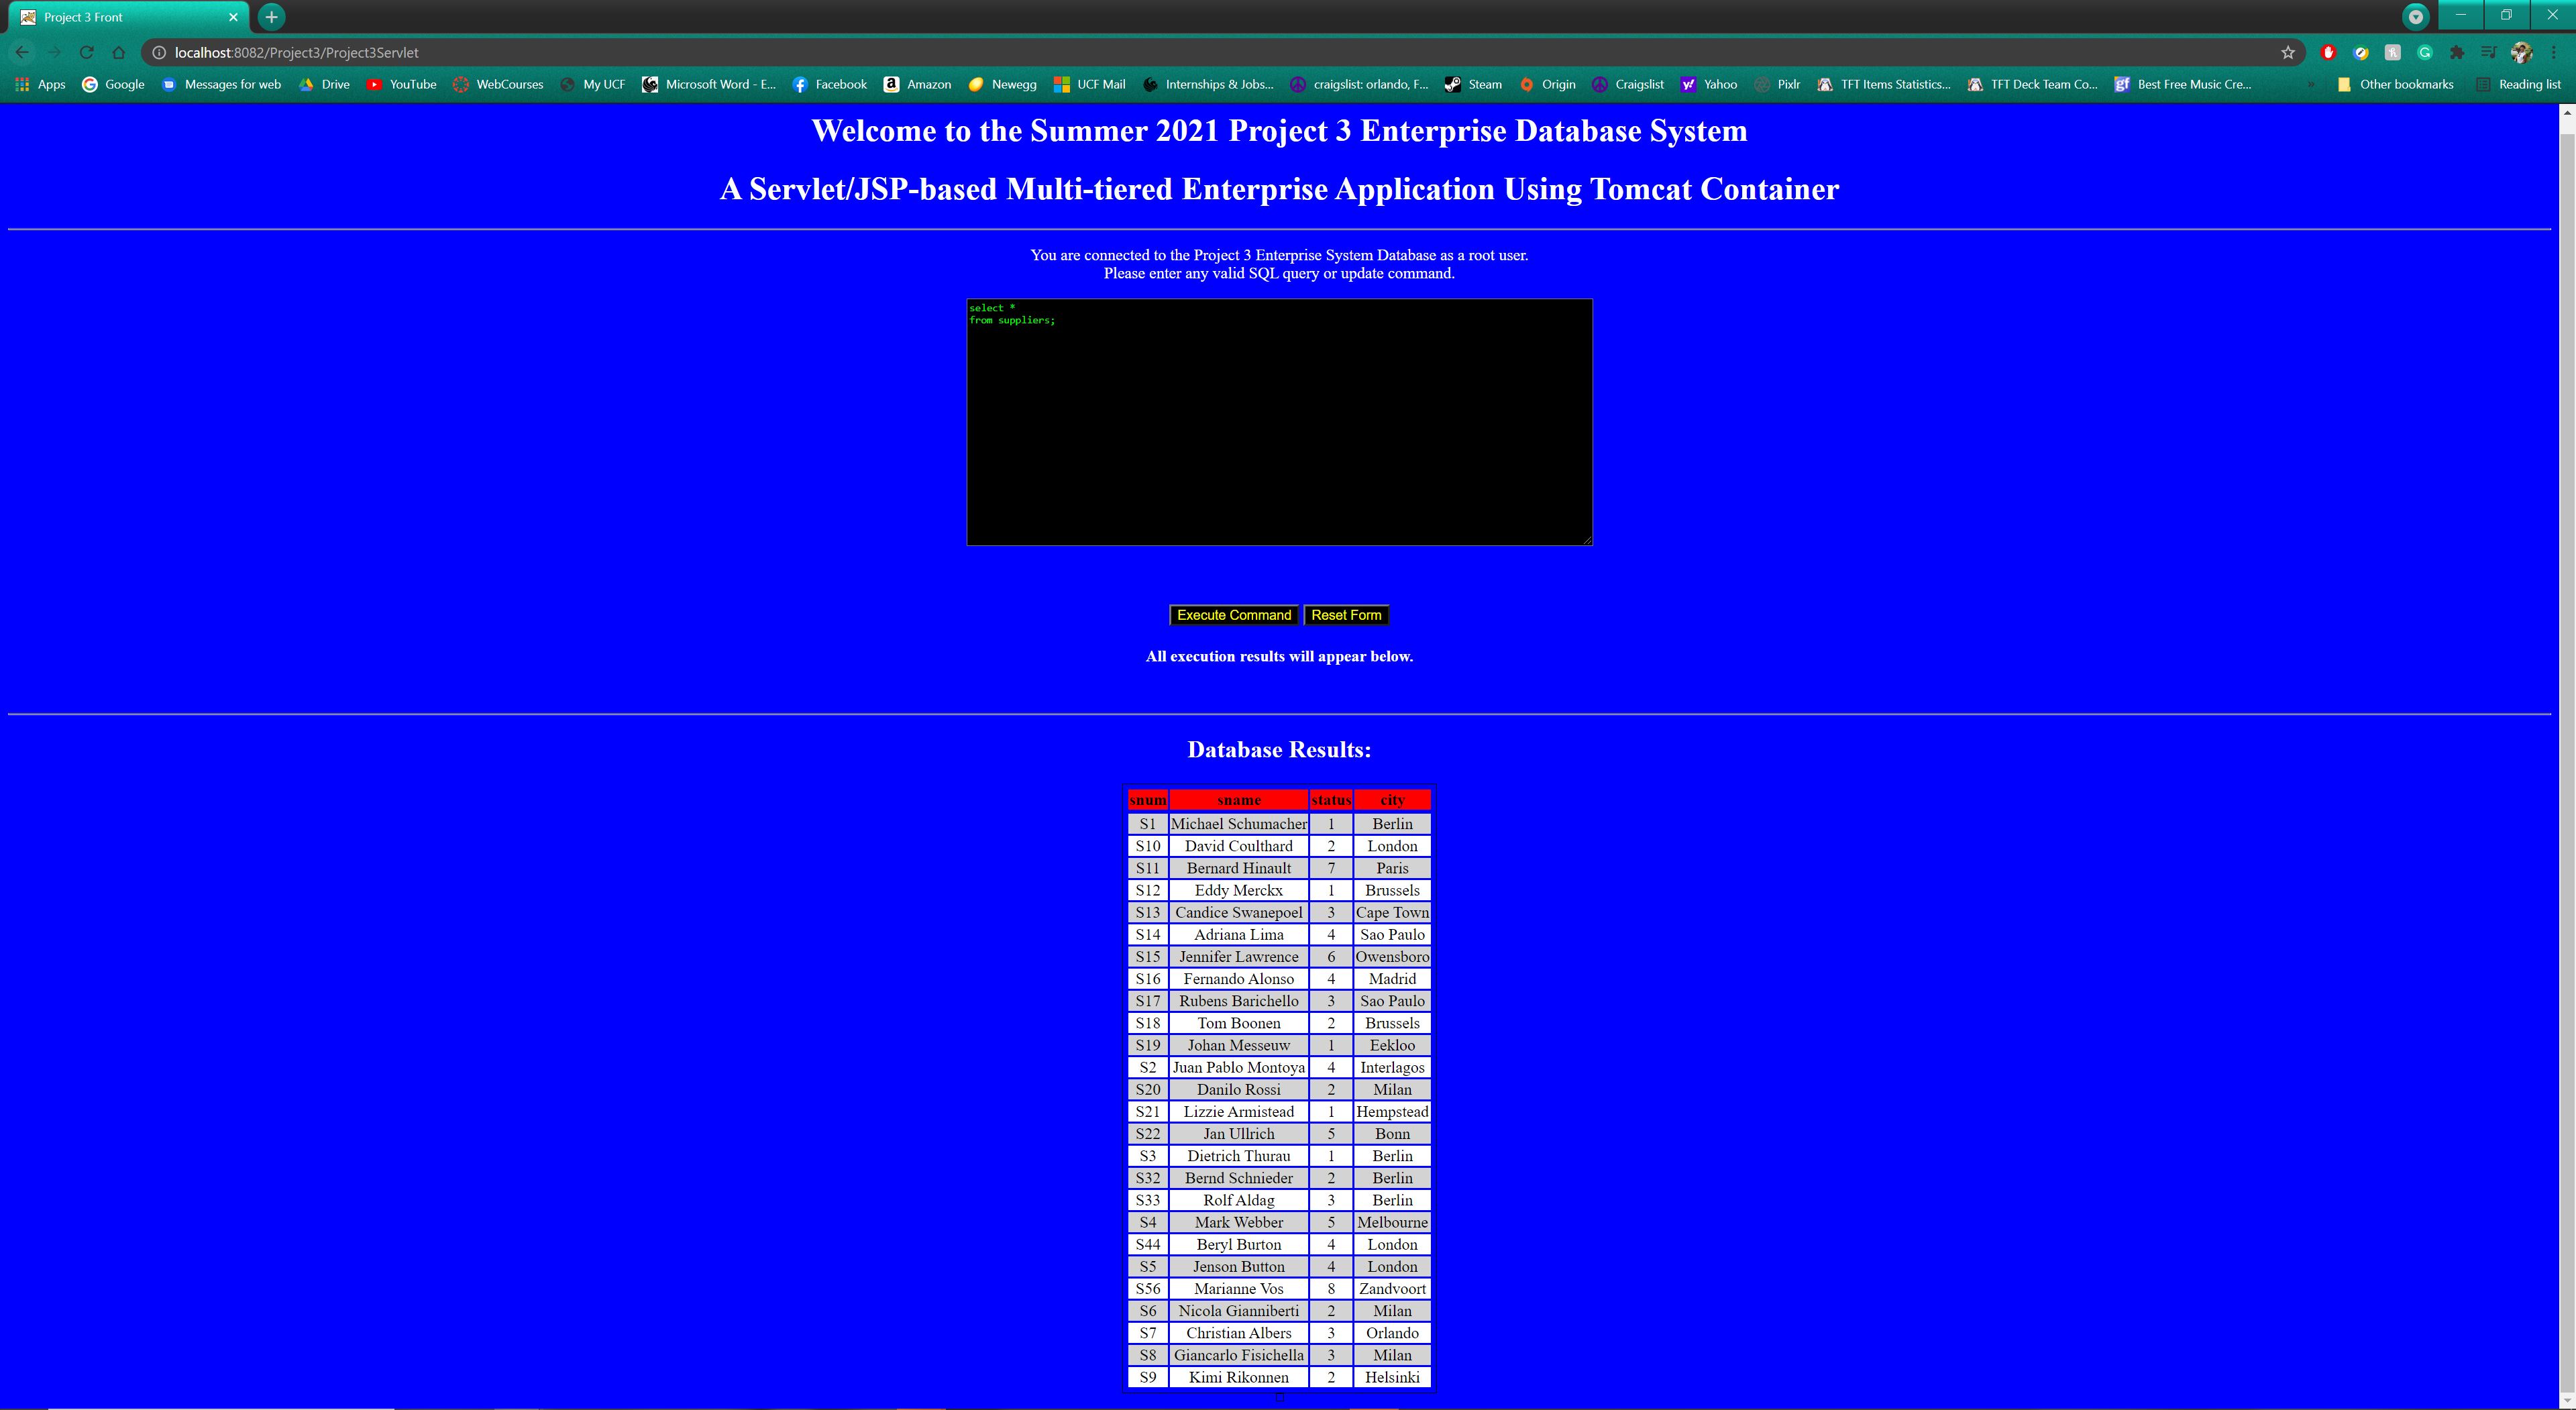 Project 3 Front
localhost:8082/Project3/Project3Servlet
Apps Google Messages for web Drive YouTube WebCourses My UCF Microsoft Word - E... Facebook Amazon Newegg UCF Mail Internships & Jobs... craigslist: orlando, F... Steam Origin Craigslist Yahoo Pixlr TFT Items Statistics... TFT Deck Team Co... Best Free Music Cre... » Other bookmarks Reading list
Welcome to the Summer 2021 Project 3 Enterprise Database System
A Servlet/JSP-based Multi-tiered Enterprise Application Using Tomcat Container
You are connected to the Project 3 Enterprise System Database as a root user.
Please enter any valid SQL query or update command.
select *
from suppliers;
Execute Command Reset Form
All execution results will appear below.
Database Results:
snum sname status city
S1 Michael Schumacher 1 Berlin
S10 David Coulthard 2 London
S11 Bernard Hinault 7 Paris
S12 Eddy Merckx 1 Brussels
S13 Candice Swanepoel 3 Cape Town
S14 Adriana Lima 4 Sao Paulo
S15 Jennifer Lawrence 6 Owensboro
S16 Fernando Alonso 4 Madrid
S17 Rubens Barichello 3 Sao Paulo
S18 Tom Boonen 2 Brussels
S19 Johan Messeuw 1 Eekloo
S2 Juan Pablo Montoya 4 Interlagos
S20 Danilo Rossi 2 Milan
S21 Lizzie Armistead 1 Hempstead
S22 Jan Ullrich 5 Bonn
S3 Dietrich Thurau 1 Berlin
S32 Bernd Schnieder 2 Berlin
S33 Rolf Aldag 3 Berlin
S4 Mark Webber 5 Melbourne
S44 Beryl Burton 4 London
S5 Jenson Button 4 London
S56 Marianne Vos 8 Zandvoort
S6 Nicola Gianniberti 2 Milan
S7 Christian Albers 3 Orlando
S8 Giancarlo Fisichella 3 Milan
S9 Kimi Rikonnen 2 Helsinki